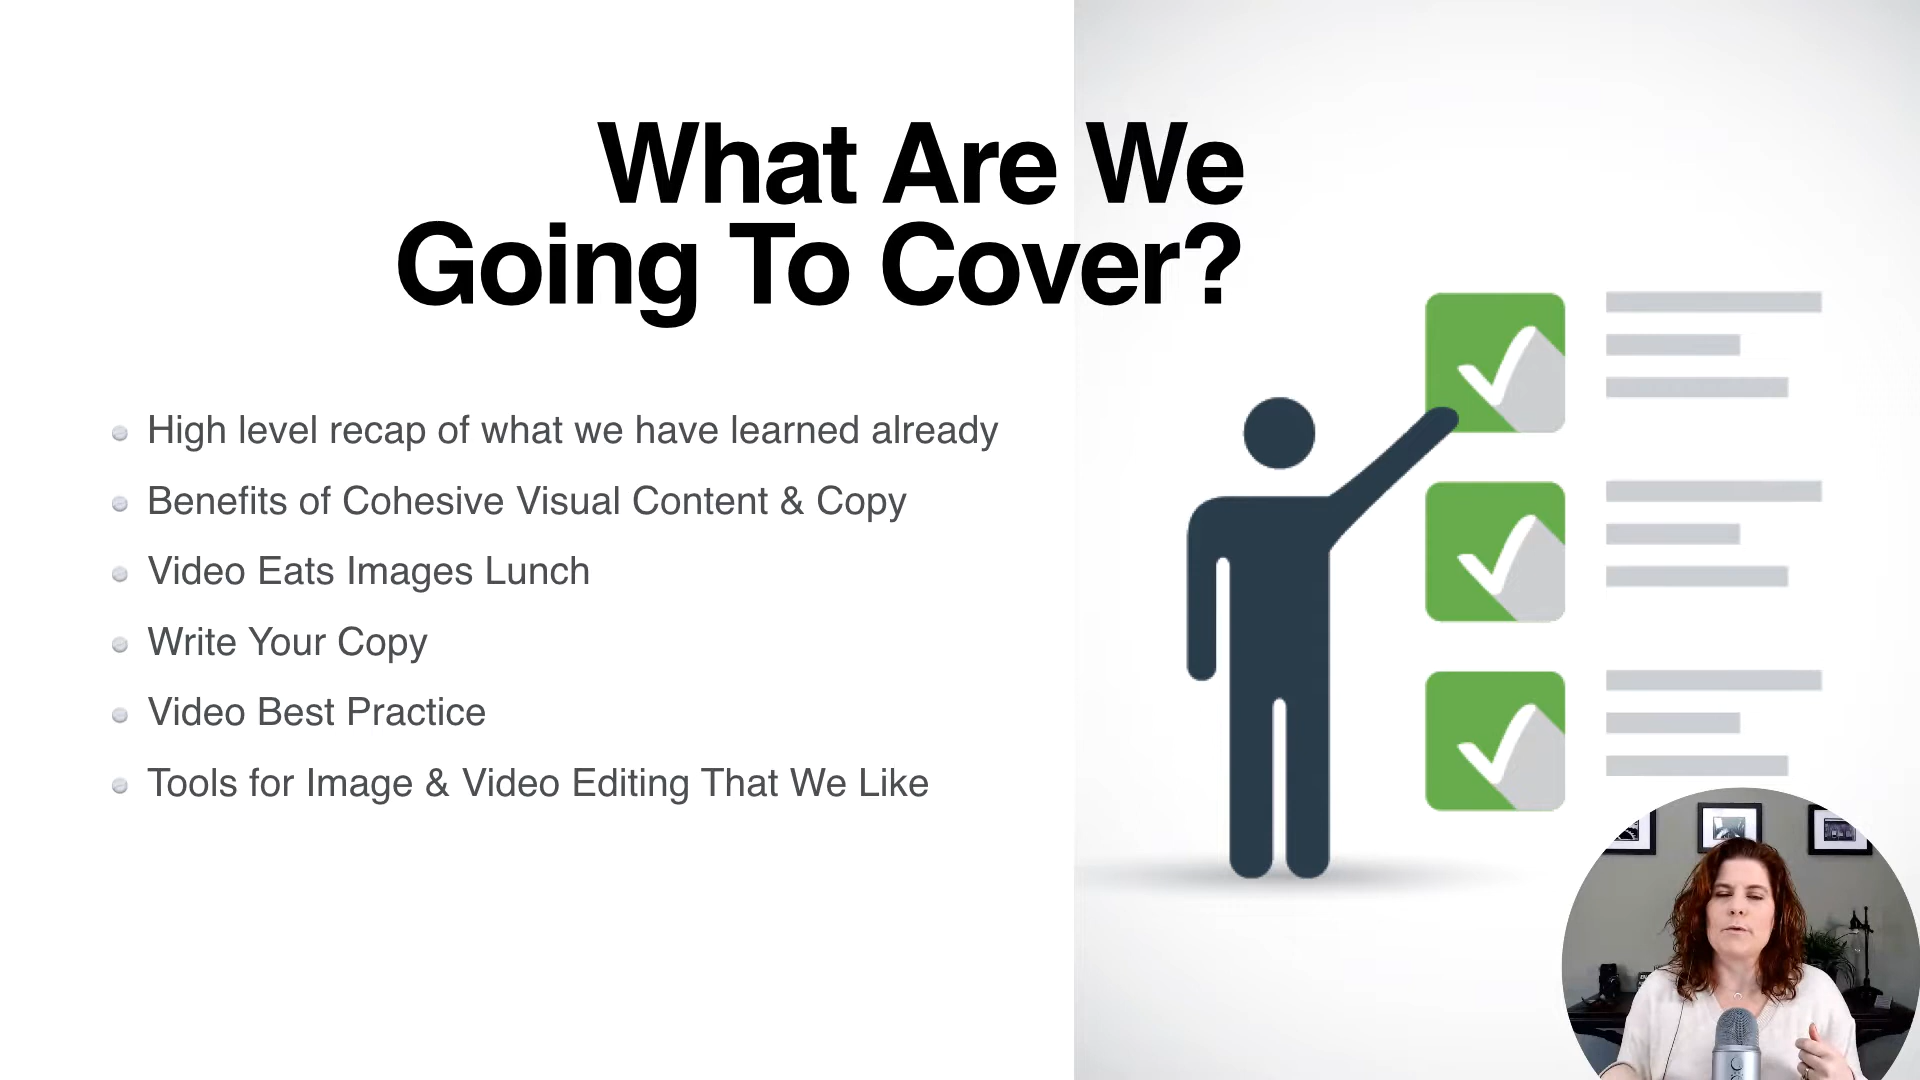 What Are We
Going To Cover?
High level recap of what we have learned already
Benefits of Cohesive Visual Content & Copy
Video Eats Images Lunch
Write Your Copy
Video Best Practice
Tools for Image & Video Editing That We Like